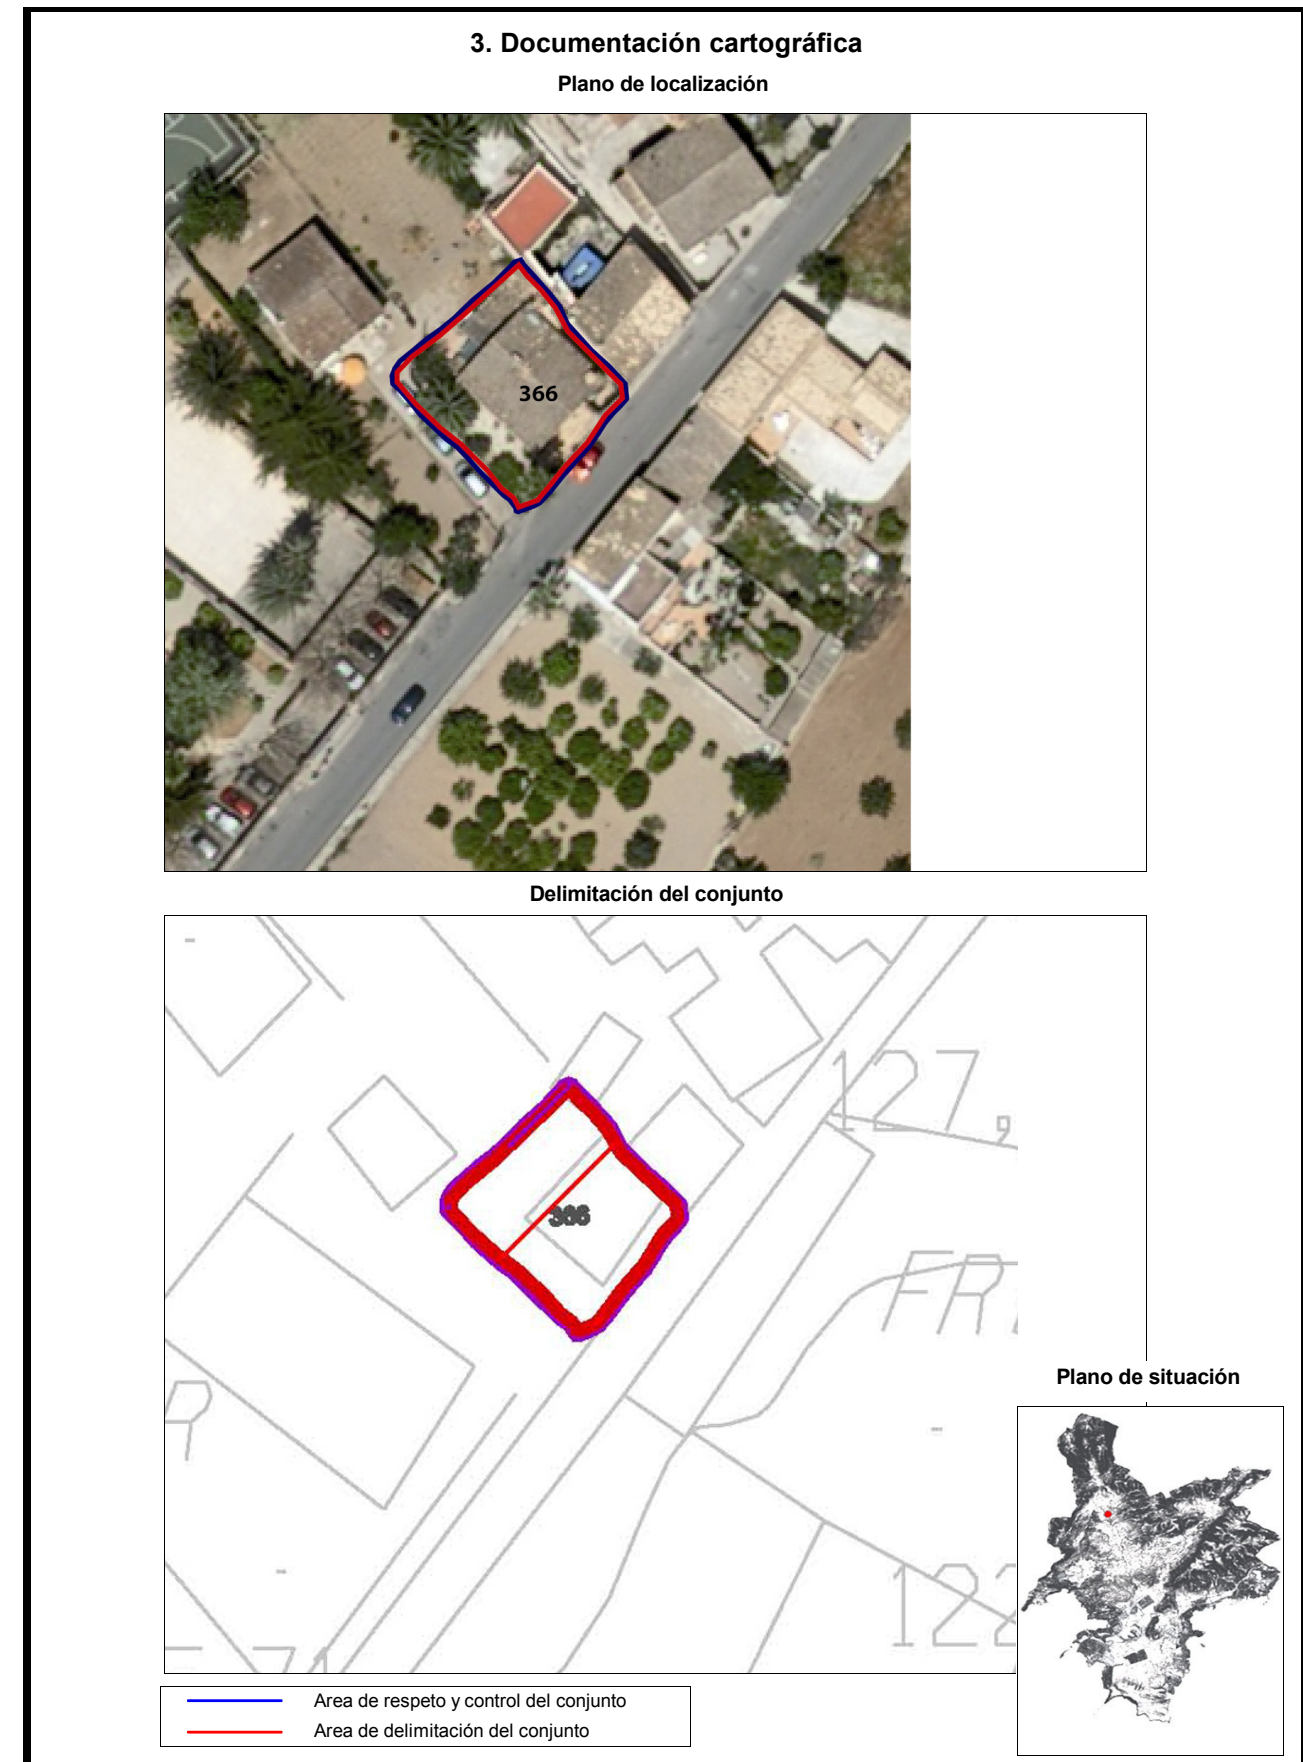 3. Documentación cartográfica
Plano de localización
366
Delimitación del conjunto
127,
366
FR
R
122
Plano de situación
Area de respeto y control del conjunto
Area de delimitación del conjunto